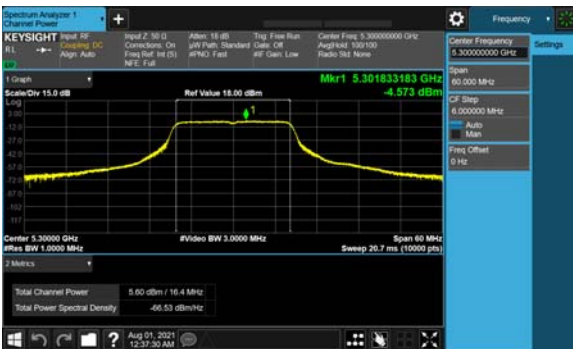 Spectrum Analyzer 1
Channel Power
+
Frequency
KEYSIGHT
Input: RF
Coupling: DC
Align: Auto
Input Z: 50 Ω
Corrections: On
Freq Ref: Int (S)
NFE: Full
Atten: 18 dB
µW Path: Standard
#PNO: Fast
Trig: Free Run
Gate: Off
#IF Gain: Low
Center Freq: 5.300000000 GHz
Avg|Hold: 100/100
Radio Std: None
RL
1 Graph
Scale/Div 15.0 dB
Ref Value 18.00 dBm
Mkr1 5.301833183 GHz
-4.573 dBm
Log
1
3.00
-12.0
-27.0
-42.0
-57.0
-72.0
-87.0
-102
-117
Center 5.30000 GHz
#Res BW 1.0000 MHz
#Video BW 3.0000 MHz
Span 60 MHz
Sweep 20.7 ms (10000 pts)
2 Metrics
Total Channel Power 5.60 dBm / 16.4 MHz
Total Power Spectral Density -66.53 dBm/Hz
?
Aug 01, 2021
12:37:30 AM
Center Frequency
5.300000000 GHz
Span
60.000 MHz
CF Step
6.000000 MHz
Auto
Man
Freq Offset
0 Hz
Settings